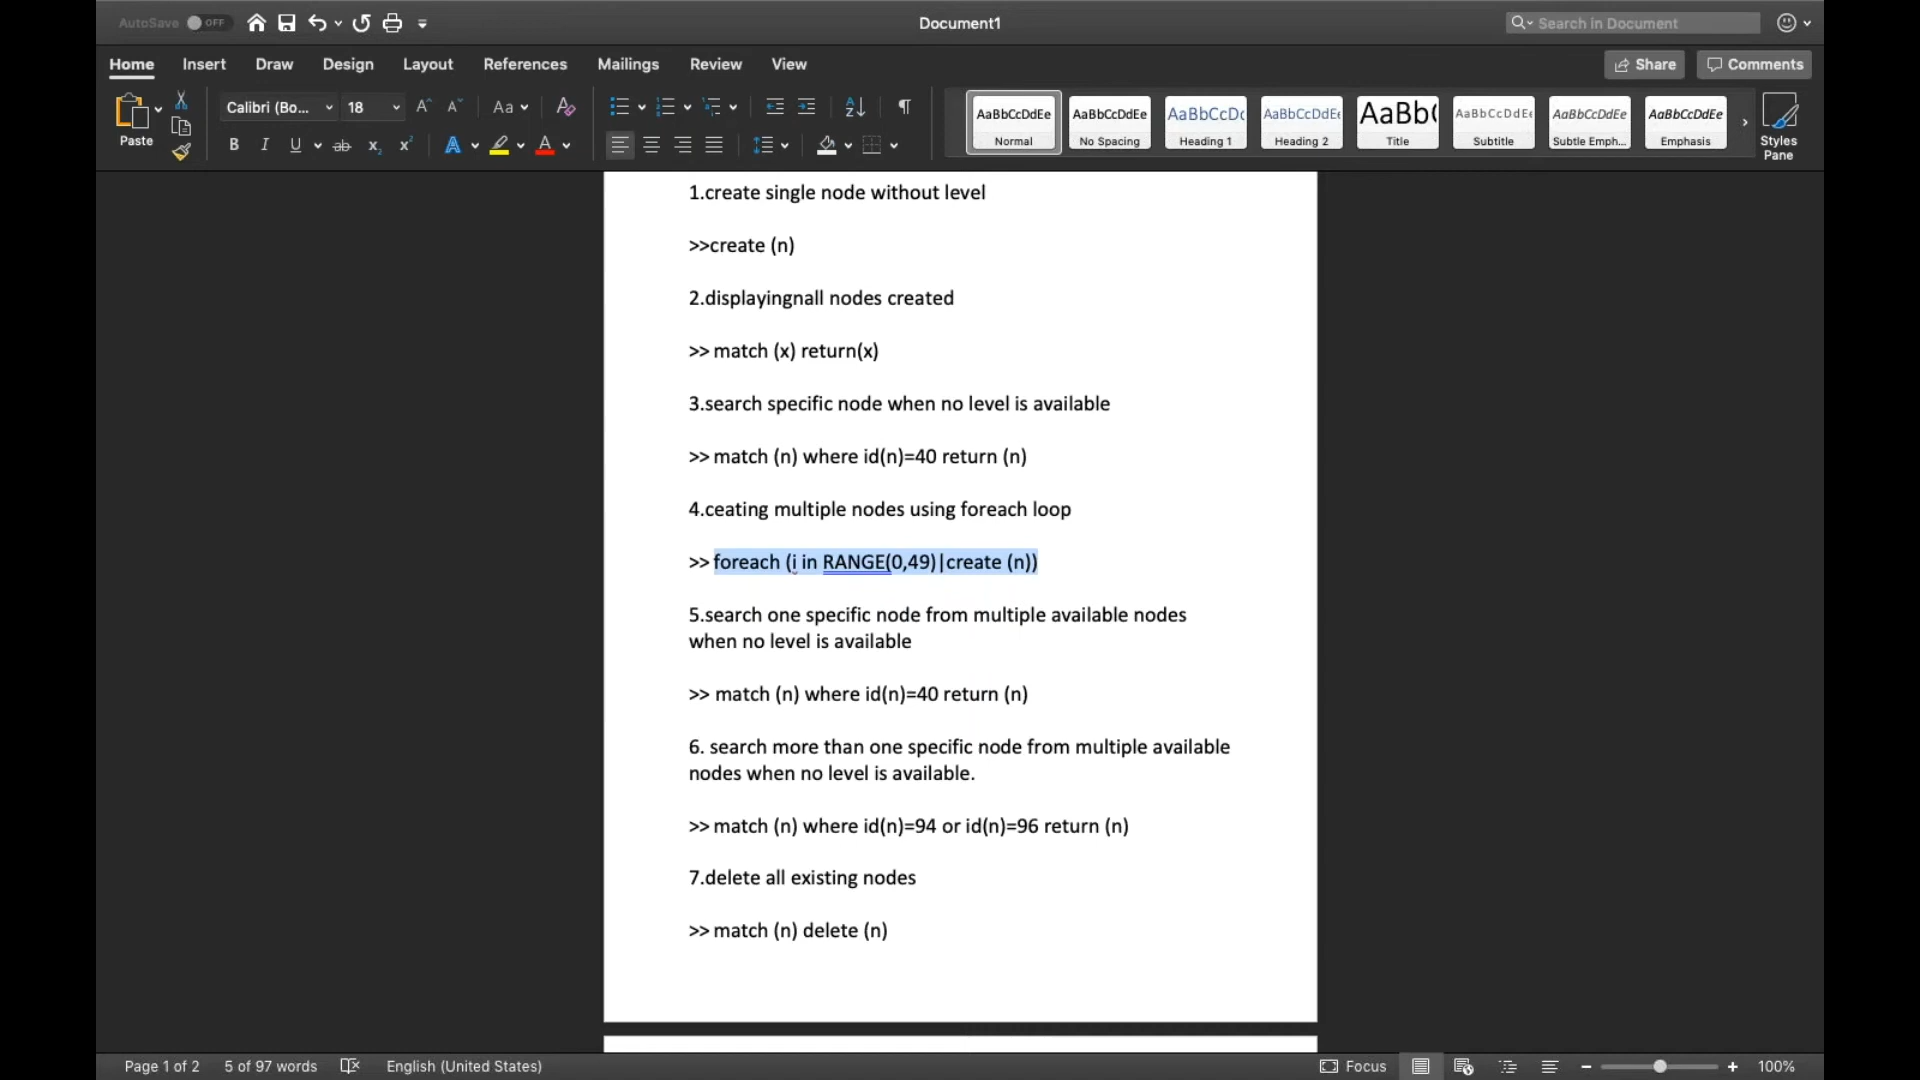 AutoSave OFF
Document1
Search in Document
Home Insert Draw Design Layout References Mailings Review View
Share Comments
Paste
Calibri (Bo... 18 A A Aa A
B I U ab x x A A
AaBbCcDdEe AaBbCcDdEe AaBbCcDc AaBbCcDdEe AaBb( AaBbCcDdEe AaBbCcDdEe AaBbCcDdEe
Normal No Spacing Heading 1 Heading 2 Title Subtitle Subtle Emph... Emphasis
Styles
Pane
1.create single node without level
>>create (n)
2.displayingnall nodes created
>> match (x) return(x)
3.search specific node when no level is available
>> match (n) where id(n)=40 return (n)
4.ceating multiple nodes using foreach loop
>> foreach (i in RANGE(0,49)|create (n))
5.search one specific node from multiple available nodes
when no level is available
>> match (n) where id(n)=40 return (n)
6. search more than one specific node from multiple available
nodes when no level is available.
>> match (n) where id(n)=94 or id(n)=96 return (n)
7.delete all existing nodes
>> match (n) delete (n)
Page 1 of 2 5 of 97 words English (United States) Focus 100%